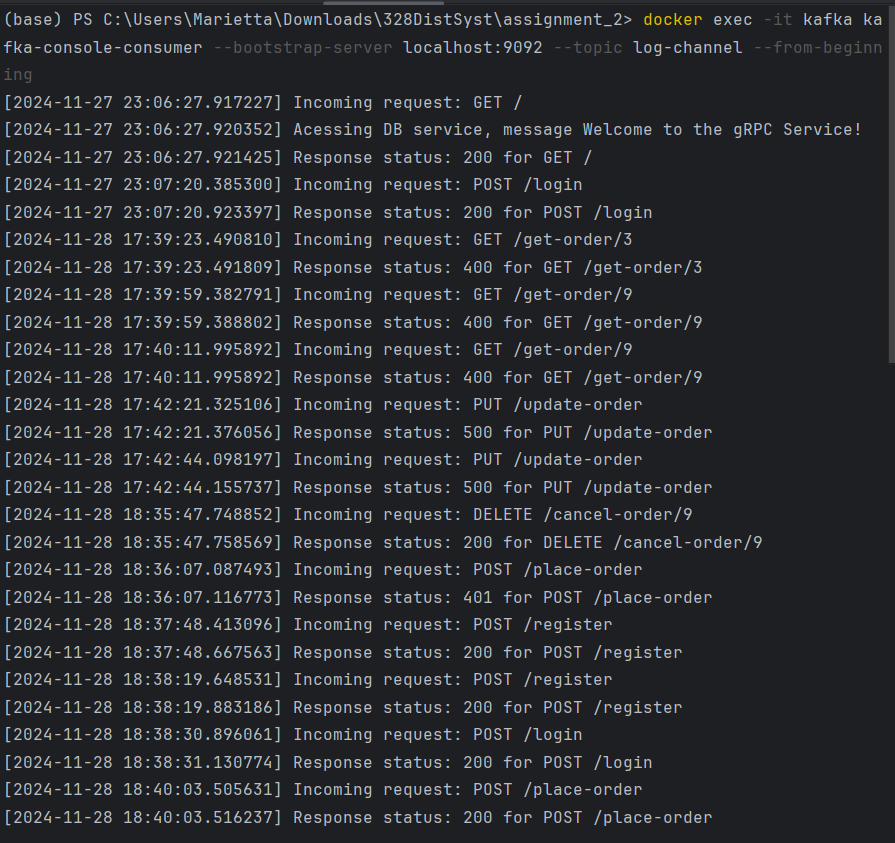 (base) PS C:\Users\Marietta\Downloads\328DistSyst\assignment_2> docker exec -it kafka ka
fka-console-consumer --bootstrap-server localhost:9092 --topic log-channel --from-beginn
ing
[2024-11-27 23:06:27.917227] Incoming request: GET /
[2024-11-27 23:06:27.920352] Acessing DB service, message Welcome to the gRPC Service!
[2024-11-27 23:06:27.921425] Response status: 200 for GET /
[2024-11-27 23:07:20.385300] Incoming request: POST /login
[2024-11-27 23:07:20.923397] Response status: 200 for POST /login
[2024-11-28 17:39:23.490810] Incoming request: GET /get-order/3
[2024-11-28 17:39:23.491809] Response status: 400 for GET /get-order/3
[2024-11-28 17:39:59.382791] Incoming request: GET /get-order/9
[2024-11-28 17:39:59.388802] Response status: 400 for GET /get-order/9
[2024-11-28 17:40:11.995892] Incoming request: GET /get-order/9
[2024-11-28 17:40:11.995892] Response status: 400 for GET /get-order/9
[2024-11-28 17:42:21.325106] Incoming request: PUT /update-order
[2024-11-28 17:42:21.376056] Response status: 500 for PUT /update-order
[2024-11-28 17:42:44.098197] Incoming request: PUT /update-order
[2024-11-28 17:42:44.155737] Response status: 500 for PUT /update-order
[2024-11-28 18:35:47.748852] Incoming request: DELETE /cancel-order/9
[2024-11-28 18:35:47.758569] Response status: 200 for DELETE /cancel-order/9
[2024-11-28 18:36:07.087493] Incoming request: POST /place-order
[2024-11-28 18:36:07.116773] Response status: 401 for POST /place-order
[2024-11-28 18:37:48.413096] Incoming request: POST /register
[2024-11-28 18:37:48.667563] Response status: 200 for POST /register
[2024-11-28 18:38:19.648531] Incoming request: POST /register
[2024-11-28 18:38:19.883186] Response status: 200 for POST /register
[2024-11-28 18:38:30.896061] Incoming request: POST /login
[2024-11-28 18:38:31.130774] Response status: 200 for POST /login
[2024-11-28 18:40:03.505631] Incoming request: POST /place-order
[2024-11-28 18:40:03.516237] Response status: 200 for POST /place-order